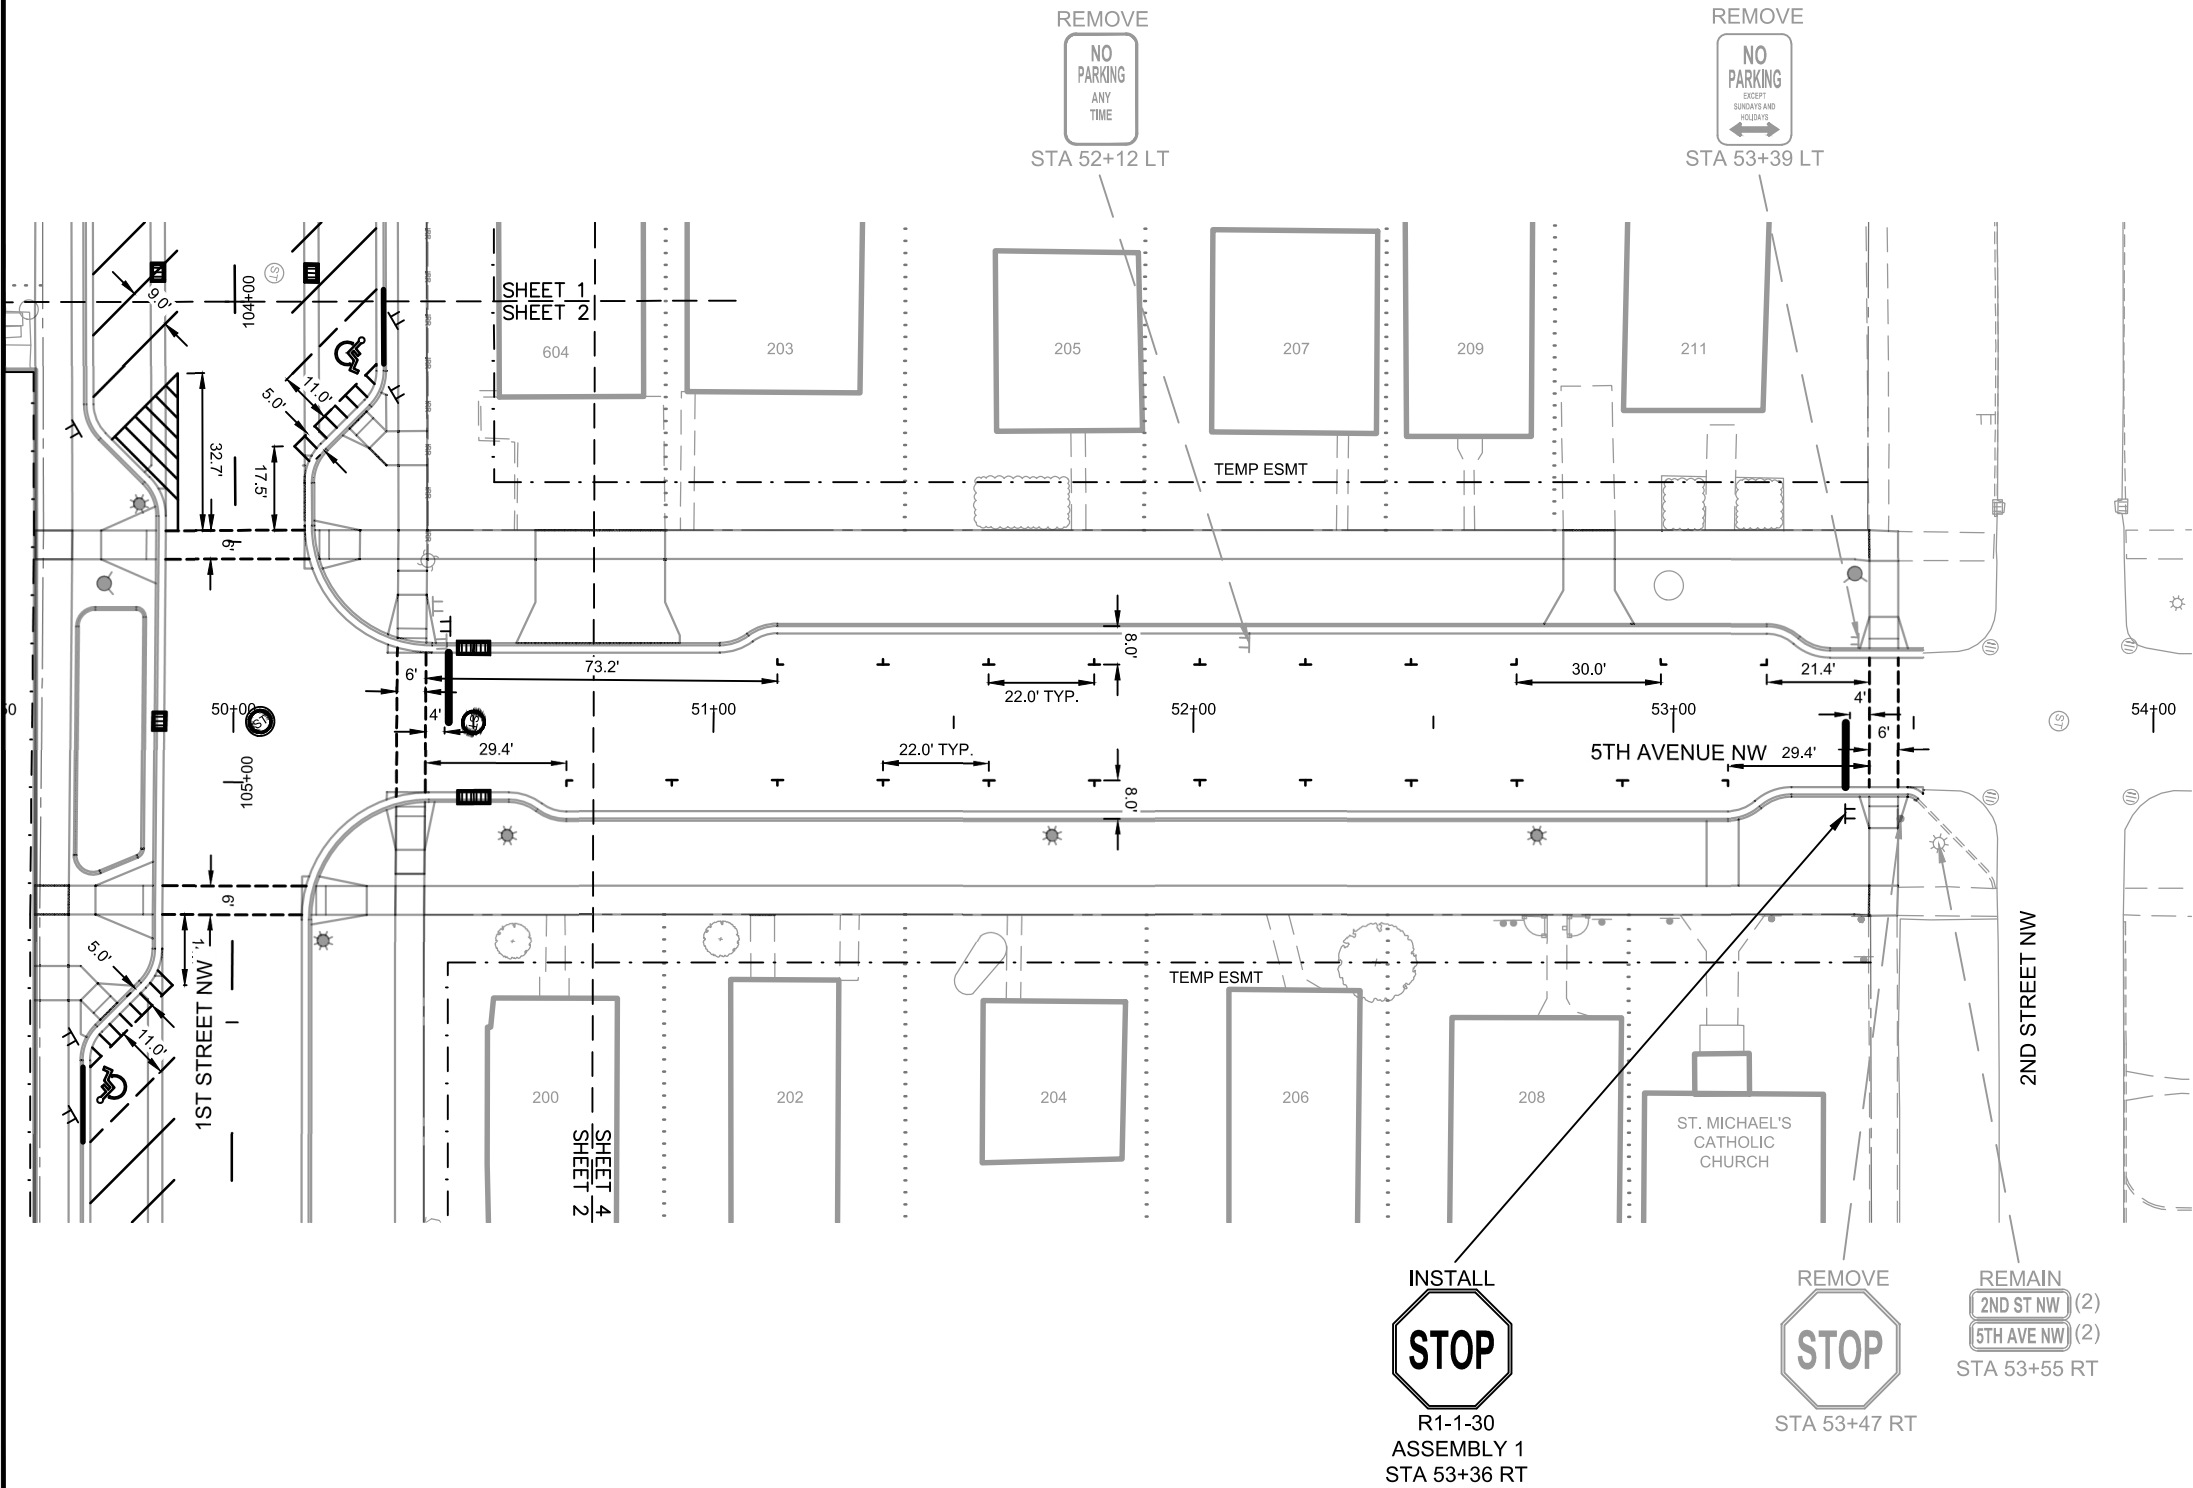 REMOVE
NO
PARKING
ANY
TIME
STA 52+12 LT
REMOVE
NO
PARKING
EXCEPT
SUNDAYS AND
HOLIDAYS
STA 53+39 LT
9.0'
104+00
ST
SHEET 1
SHEET 2
604
203
205
207
209
211
11.0'
5.0'
32.7'
17.5'
TEMP ESMT
6'
8.0'
73.2'
6'
22.0' TYP.
30.0'
21.4'
4'
50+00
ST
4'
ST
51+00
52+00
53+00
ST
54+00
29.4'
22.0' TYP.
5TH AVENUE NW
29.4'
6'
105+00
8.0'
6'
5.0'
1'
11.0'
1ST STREET NW
TEMP ESMT
2ND STREET NW
200
202
204
206
208
ST. MICHAEL'S
CATHOLIC
CHURCH
SHEET 4
SHEET 2
INSTALL
STOP
R1-1-30
ASSEMBLY 1
STA 53+36 RT
REMOVE
STOP
STA 53+47 RT
REMAIN
2ND ST NW (2)
5TH AVE NW (2)
STA 53+55 RT